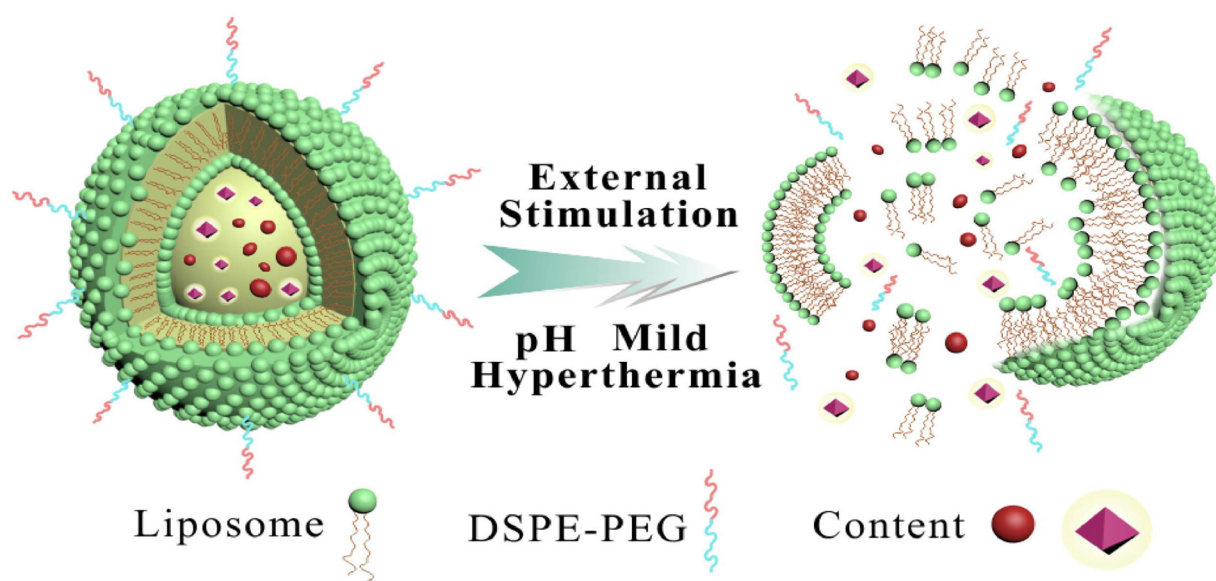 External
Stimulation
pH Mild
Hyperthermia
Liposome
DSPE-PEG
Content